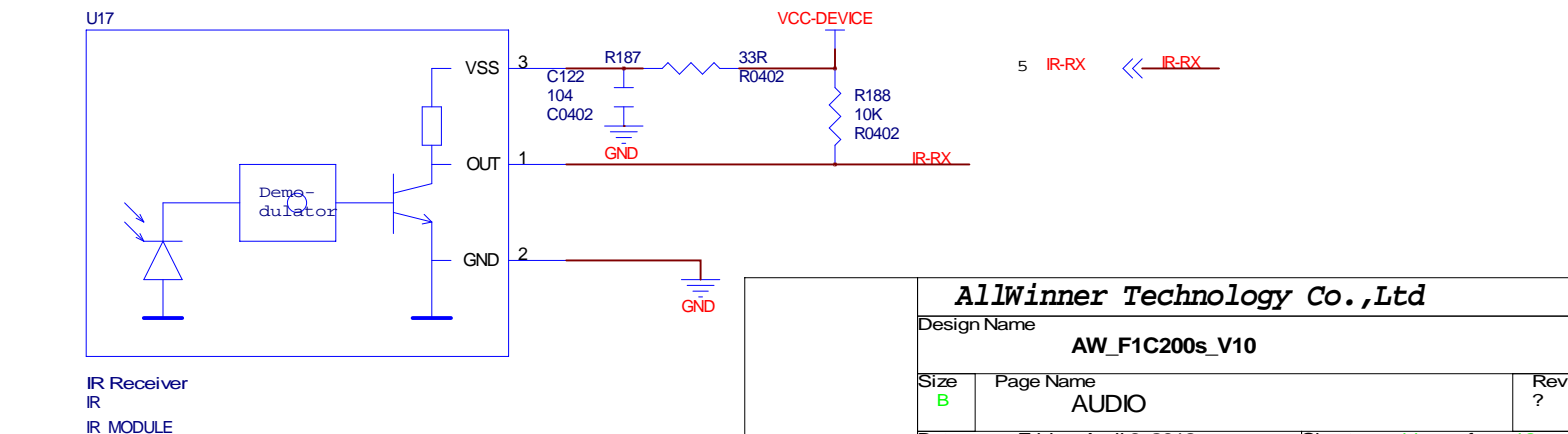 U17
VCC-DEVICE
VSS 3
R187
33R
R0402
C122
104
C0402
GND
R188
10K
R0402
5 IR-RX IR-RX
OUT 1
IR-RX
Demo-
dulator
GND 2
GND
IR Receiver
IR
IR MODULE
AllWinner Technology Co.,Ltd
Design Name
AW_F1C200s_V10
Size
B
Page Name
AUDIO
Rev
?